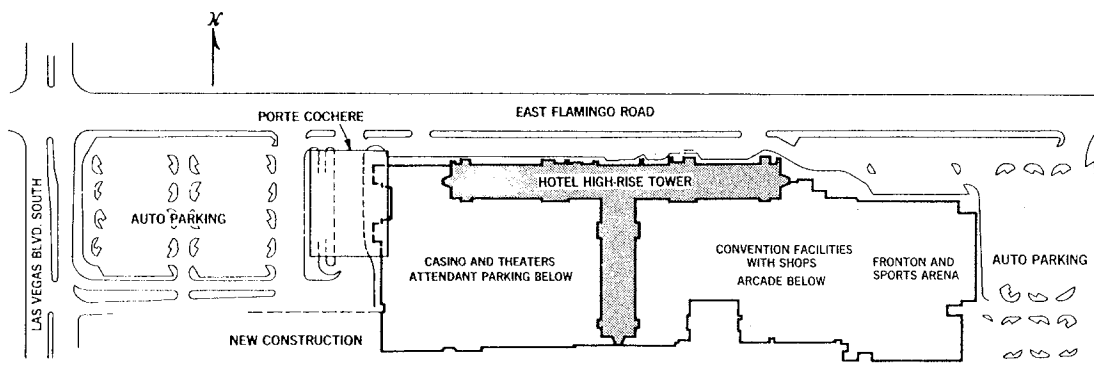 N
EAST FLAMINGO ROAD
PORTE COCHERE
HOTEL HIGH-RISE TOWER
LAS VEGAS BLVD. SOUTH
AUTO PARKING
CASINO AND THEATERS
ATTENDANT PARKING BELOW
CONVENTION FACILITIES
WITH SHOPS
ARCADE BELOW
FRONTON AND
SPORTS ARENA
AUTO PARKING
NEW CONSTRUCTION